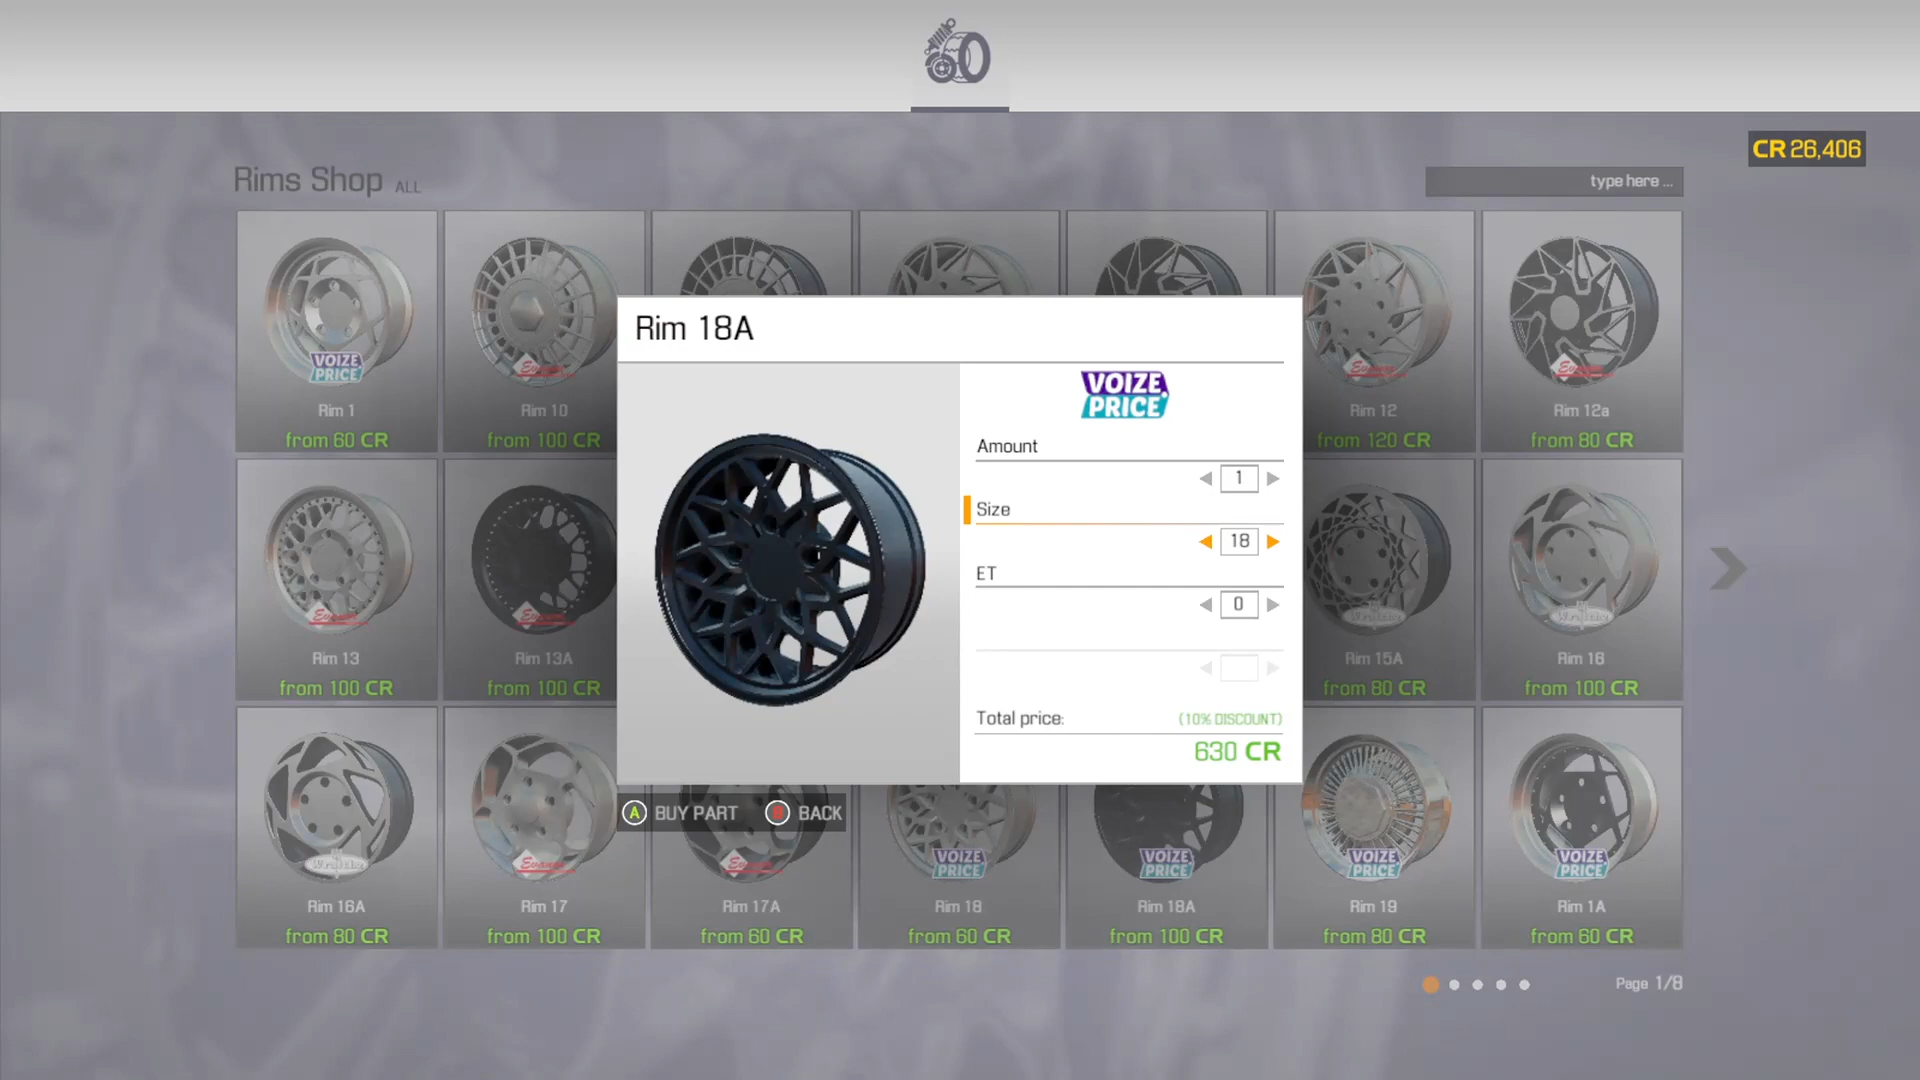 CR 26,406
Rims Shop ALL
type here ...
VOIZE PRICE
Rim 1
from 60 CR
Rim 10
from 100 CR
Rim 12
from 120 CR
Rim 12a
from 80 CR
Rim 18A
VOIZE
PRICE
Amount
1
Size
18
ET
0
Total price:
(10% DISCOUNT)
630 CR
A BUY PART B BACK
Rim 13
from 100 CR
Rim 13A
from 100 CR
Rim 15A
from 80 CR
Rim 16
from 100 CR
Rim 16A
from 80 CR
Rim 17
from 100 CR
Rim 17A
from 60 CR
VOIZE PRICE
Rim 18
from 60 CR
VOIZE PRICE
Rim 18A
from 100 CR
VOIZE PRICE
Rim 19
from 80 CR
VOIZE PRICE
Rim 1A
from 60 CR
Page 1/8